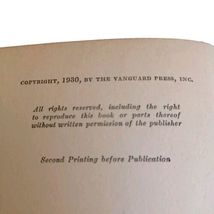 COPYRIGHT, 1930, BY THE VANGUARD PRESS, INC.
All rights reserved, including the right
to reproduce this book or parts thereof
without written permission of the publisher
Second Printing before Publication